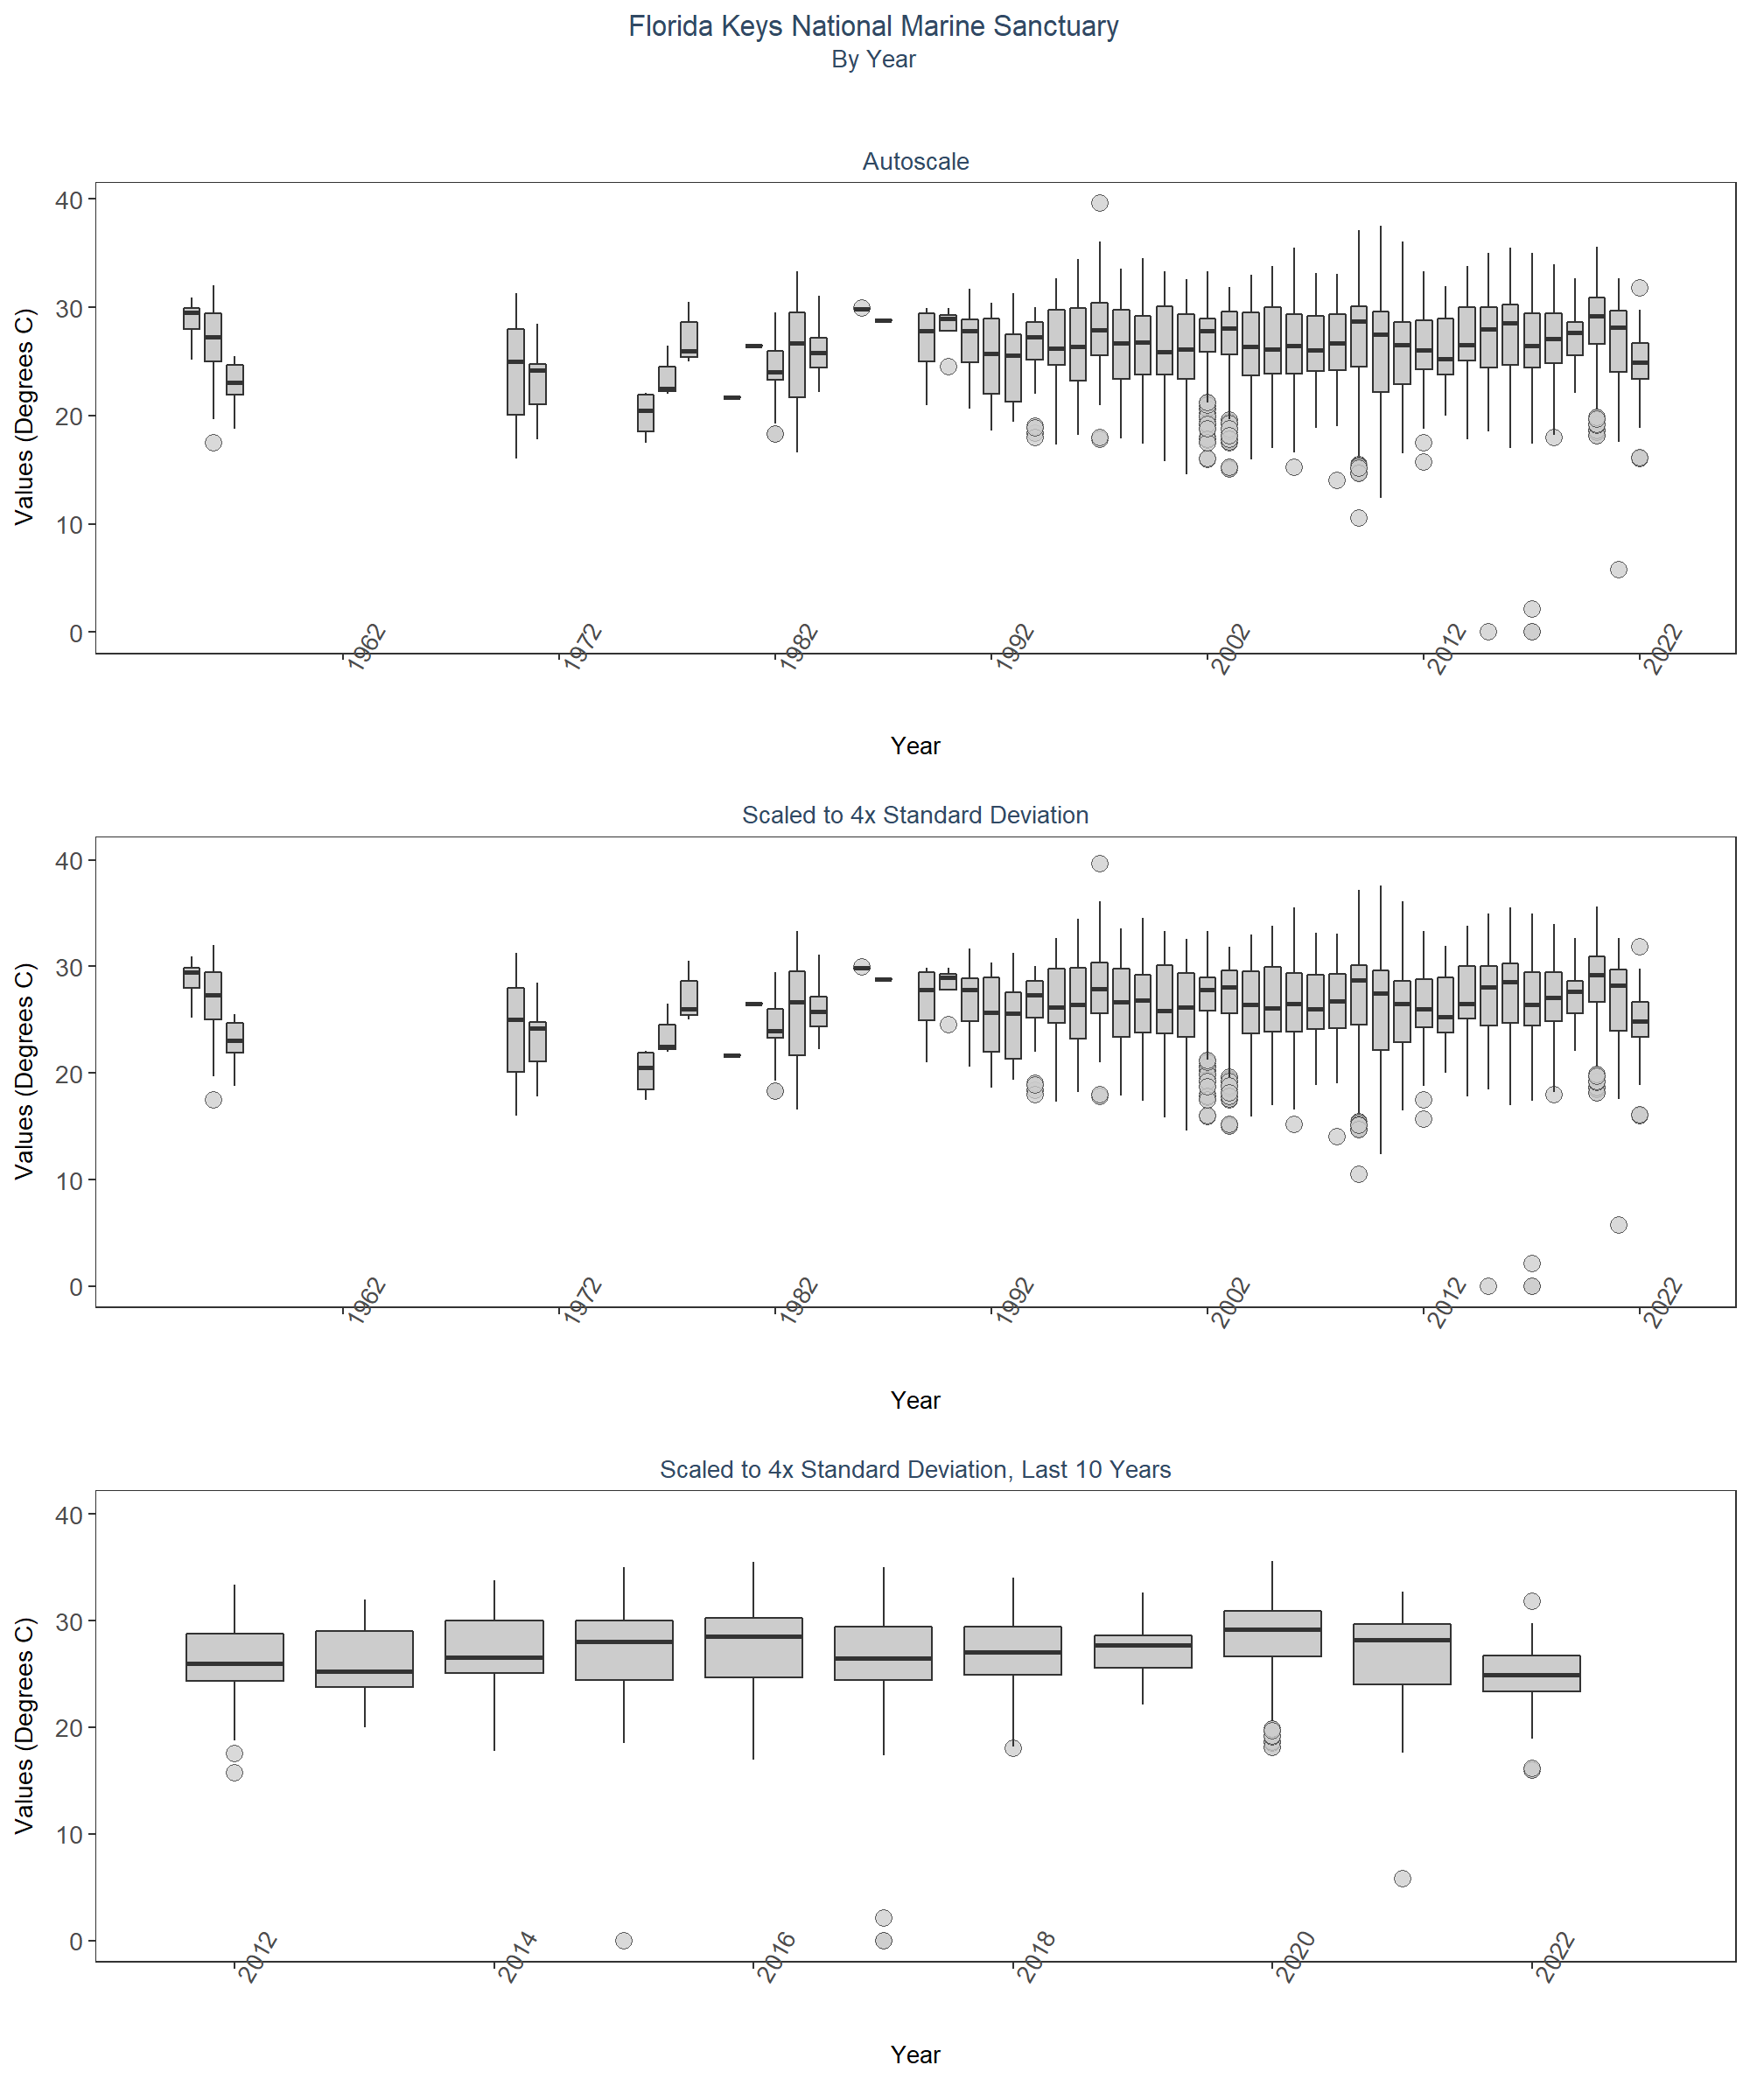 Florida Keys National Marine Sanctuary
By Year
Autoscale
Values (Degrees C)
40
30
20
10
0
1962 1972 1982 1992 2002 2012 2022
Year
Scaled to 4x Standard Deviation
Values (Degrees C)
40
30
20
10
0
1962 1972 1982 1992 2002 2012 2022
Year
Scaled to 4x Standard Deviation, Last 10 Years
Values (Degrees C)
40
30
20
10
0
2012 2014 2016 2018 2020 2022
Year